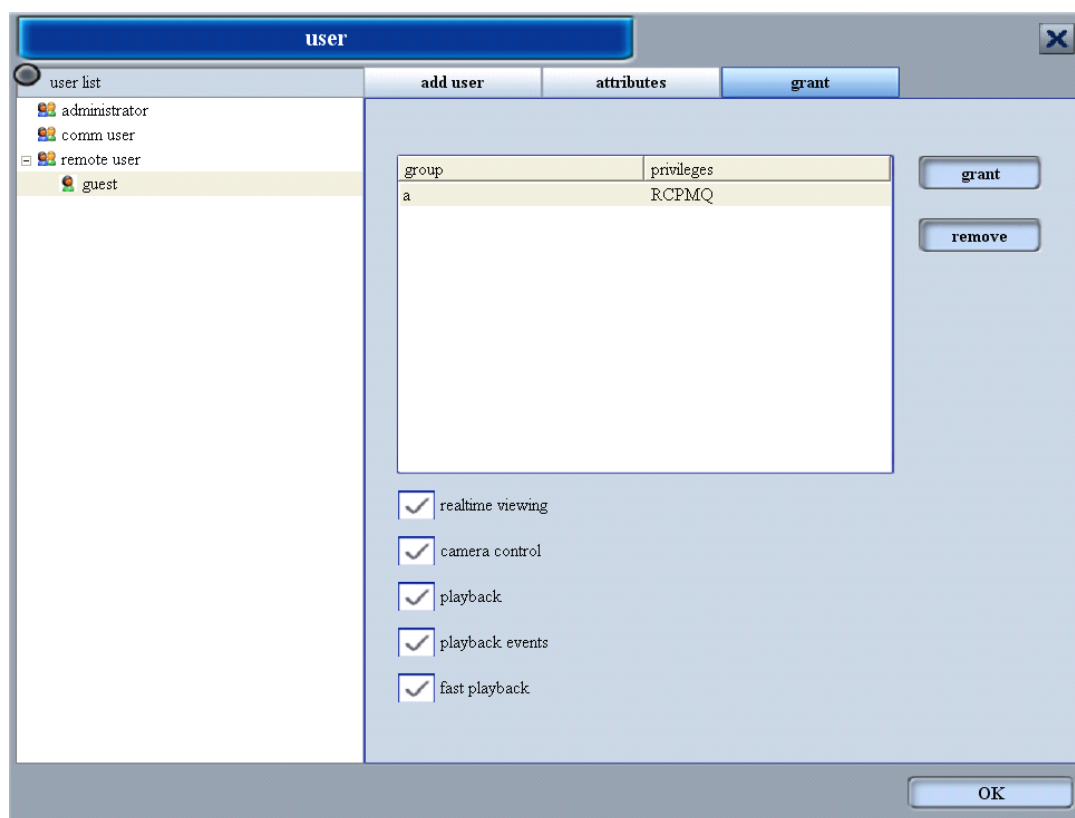 user
user list
add user attributes grant
administrator
comm user
remote user
guest
group privileges
a RCPMQ
grant
remove
realtime viewing
camera control
playback
playback events
fast playback
OK